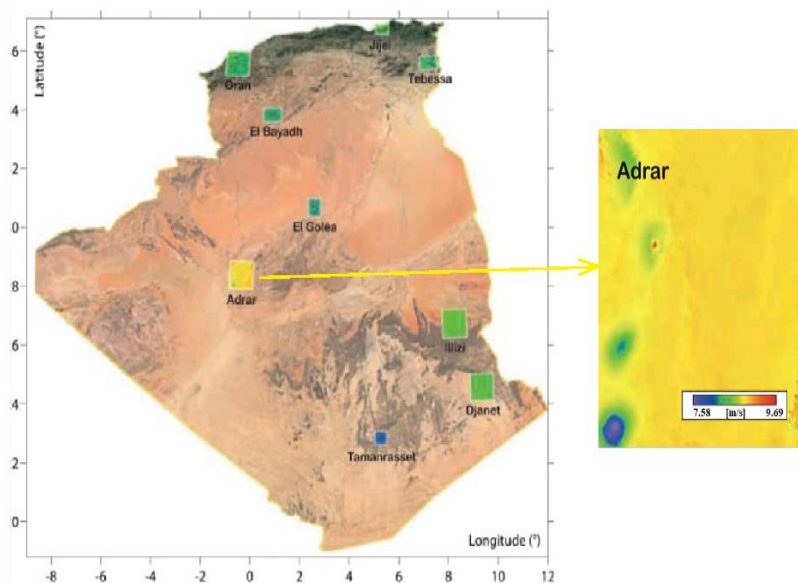 Latitude (°)
6
4
2
0
8
6
4
2
0
Jijel
Oran
Tebessa
El Bayadh
El Goléa
Adrar
Illizi
Djanet
Tamanrasset
Longitude (°)
-8 -6 -4 -2 0 2 4 6 8 10 12
Adrar
7.58 [m/s] 9.69